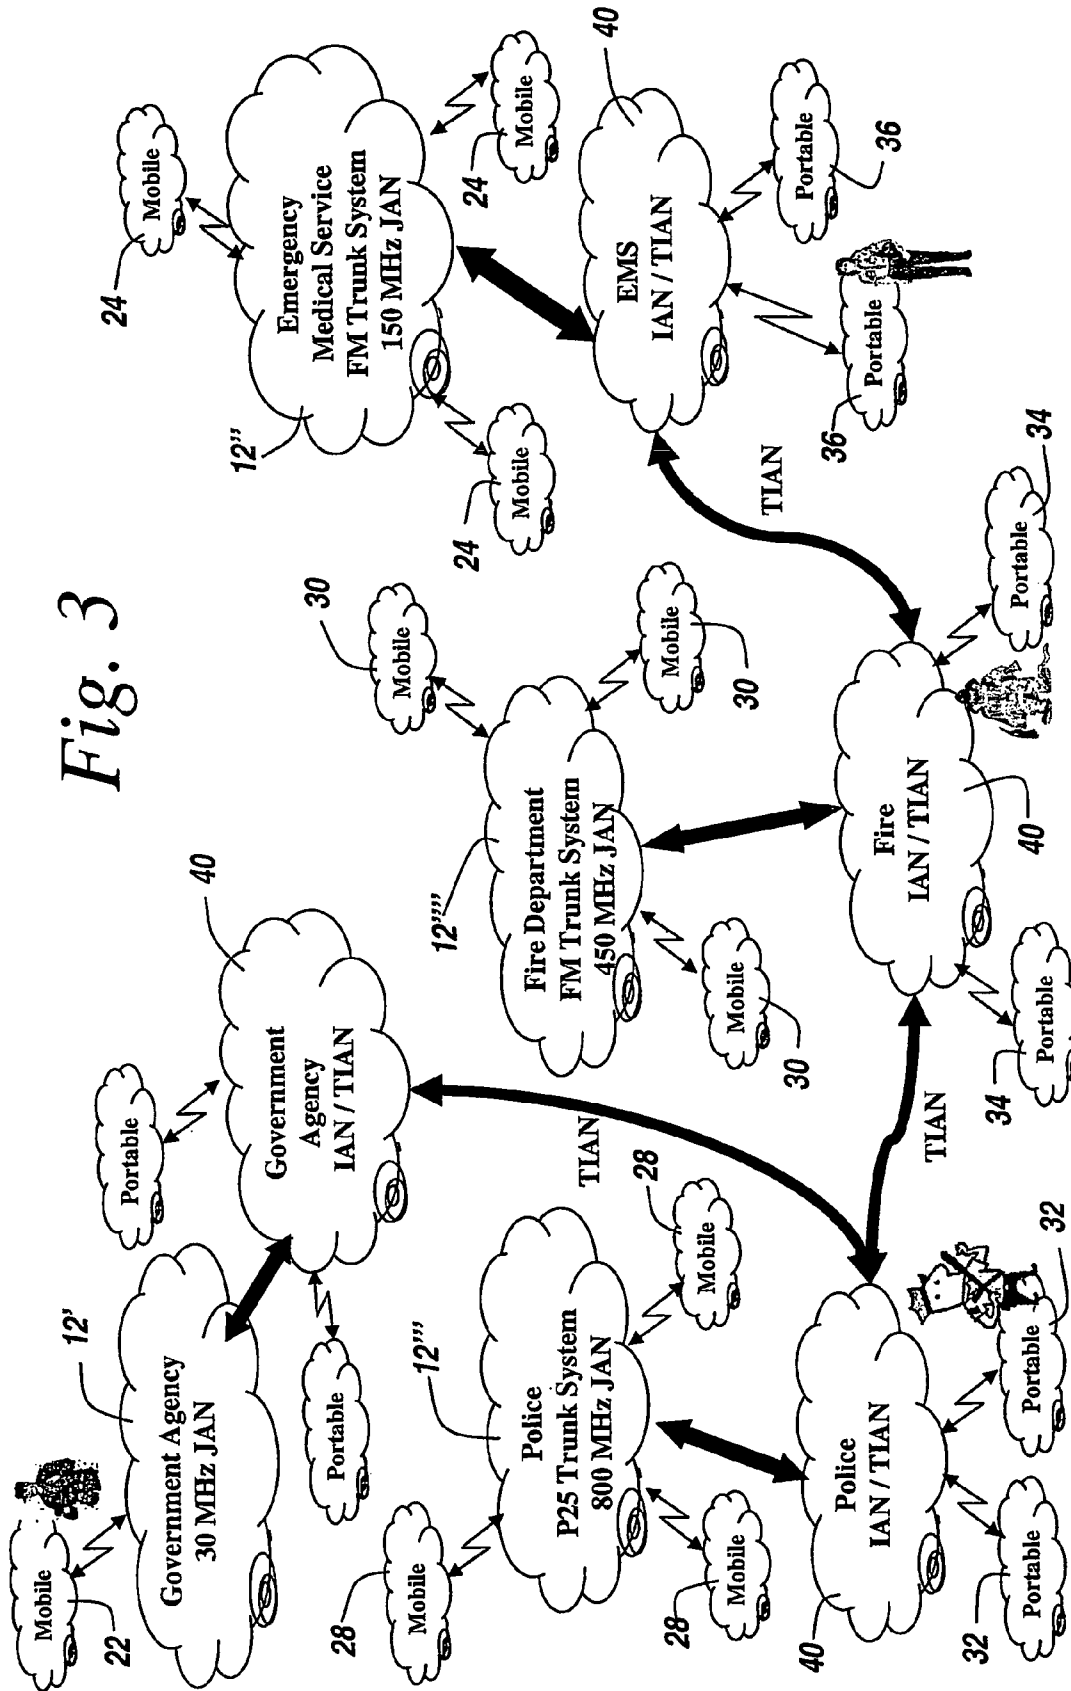 Fig. 3
Mobile
22
12'
Government Agency
30 MHz JAN
Portable
Portable
40
Government
Agency
IAN / TIAN
TIAN
28
Mobile
12'''
Police
P25 Trunk System
800 MHz JAN
28
Mobile
28
Mobile
40
Police
IAN / TIAN
32
Portable
Portable
32
TIAN
30
Mobile
12''''
Fire Department
FM Trunk System
450 MHz JAN
Mobile
30
Mobile
30
Fire
IAN / TIAN
40
34
Portable
Portable
34
TIAN
24
Mobile
12''
Emergency
Medical Service
FM Trunk System
150 MHz JAN
24
Mobile
24
Mobile
40
EMS
IAN / TIAN
36
Portable
Portable
36